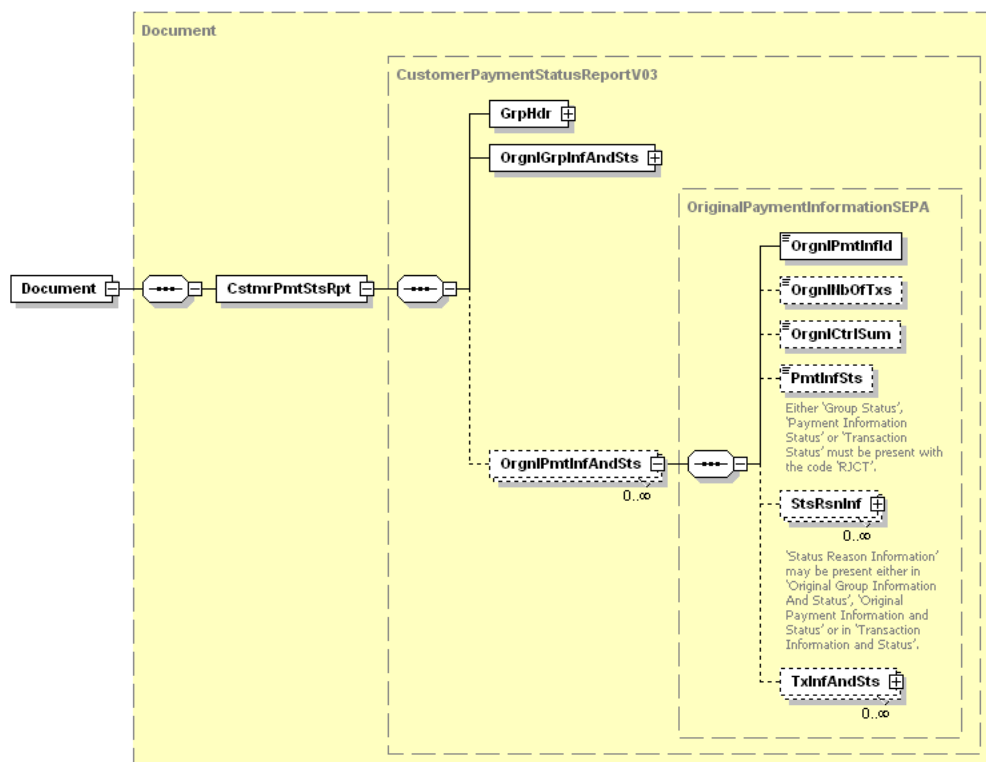 Document
CustomerPaymentStatusReportV03
GrpHdr
OrgnlGrpInfAndSts
OriginalPaymentInformationSEPA
OrgnlPmtInfId
OrgnlNbOfTxs
Document
CstmrPmtStsRpt
OrgnlCtrlSum
PmtInfSts
Either 'Group Status',
'Payment Information
Status' or 'Transaction
Status' must be present with
the code 'RJCT'.
OrgnlPmtInfAndSts
0..∞
StsRsnInf
0..∞
'Status Reason Information'
may be present either in
'Original Group Information
And Status', 'Original
Payment Information and
Status' or in 'Transaction
Information and Status'.
TxInfAndSts
0..∞